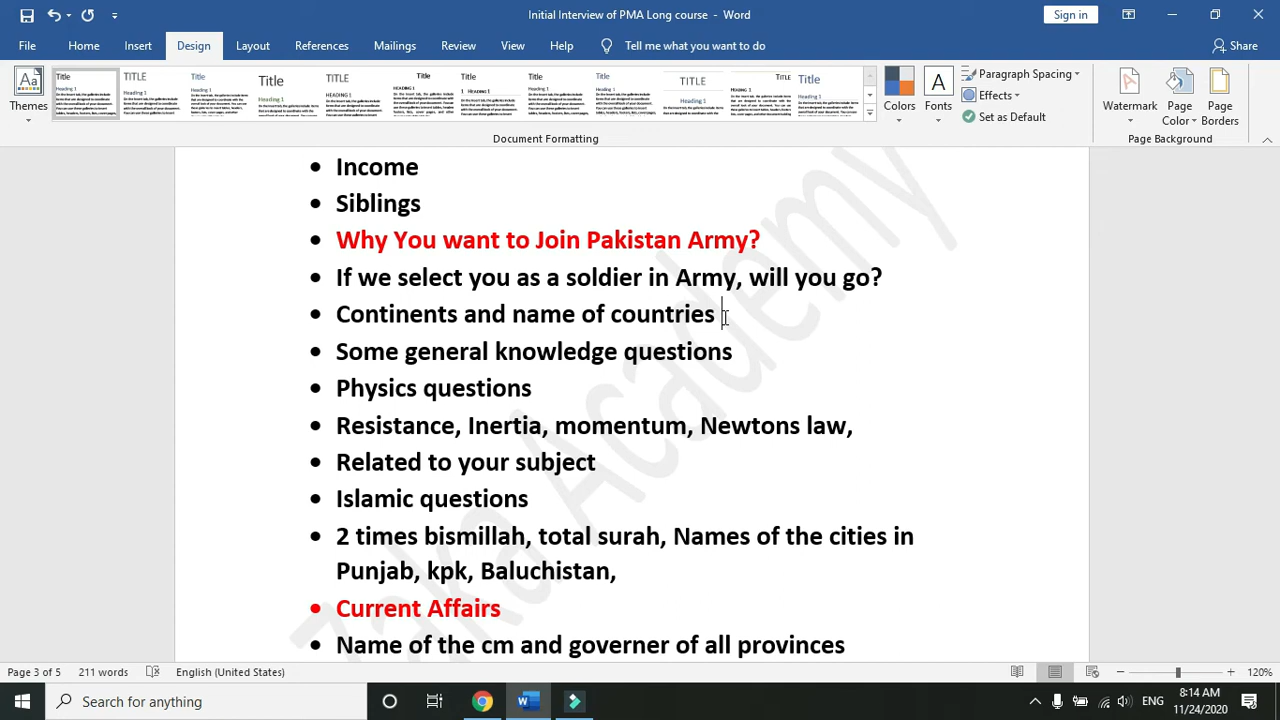 Initial Interview of PMA Long course - Word
Sign in
File Home Insert Design Layout References Mailings Review View Help Tell me what you want to do Share
Themes
Colors
Fonts
Paragraph Spacing
Effects
Set as Default
Watermark
Page Color
Page Borders
Document Formatting
Page Background
• Income
• Siblings
• Why You want to Join Pakistan Army?
• If we select you as a soldier in Army, will you go?
• Continents and name of countries
• Some general knowledge questions
• Physics questions
• Resistance, Inertia, momentum, Newtons law,
• Related to your subject
• Islamic questions
• 2 times bismillah, total surah, Names of the cities in
Punjab, kpk, Baluchistan,
• Current Affairs
• Name of the cm and governer of all provinces
Page 3 of 5 211 words English (United States) 120%
Search for anything
ENG
8:14 AM
11/24/2020